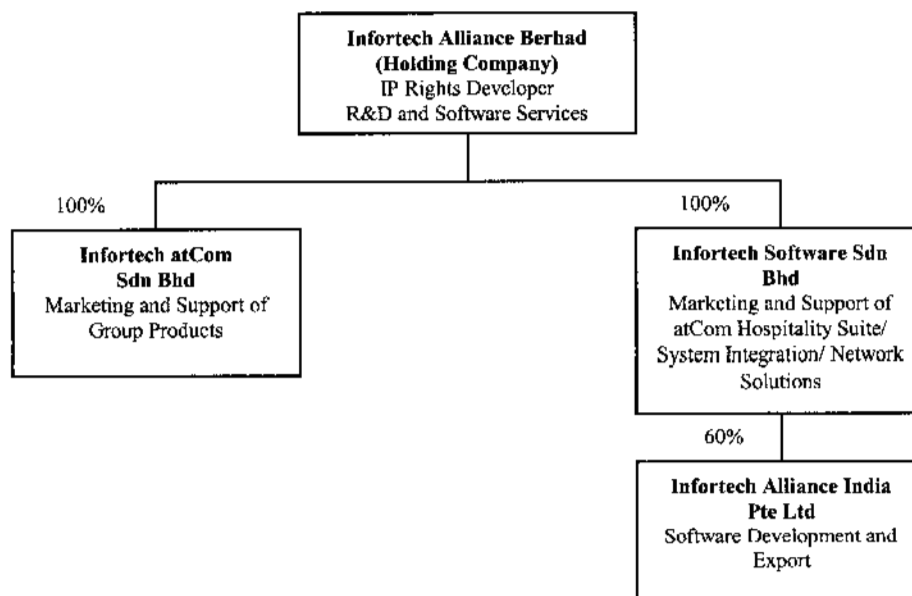 Infortech Alliance Berhad
(Holding Company)
IP Rights Developer
R&D and Software Services
100%
100%
Infortech atCom
Sdn Bhd
Marketing and Support of
Group Products
Infortech Software Sdn
Bhd
Marketing and Support of
atCom Hospitality Suite/
System Integration/ Network
Solutions
60%
Infortech Alliance India
Pte Ltd
Software Development and
Export